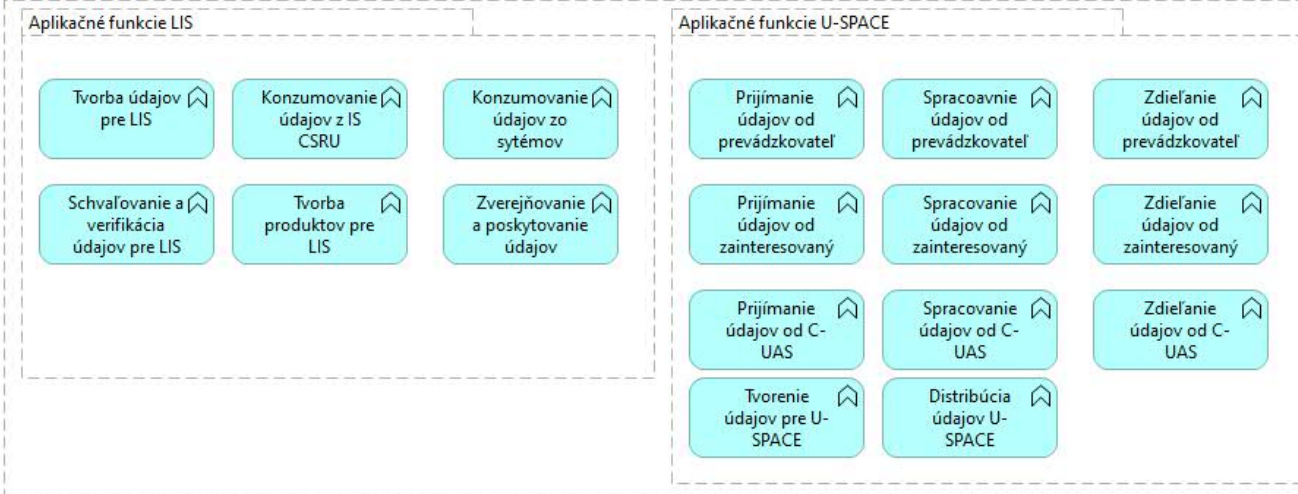 Aplikačné funkcie LIS
Tvorba údajov
pre LIS
Konzumovanie
údajov z IS
CSRU
Konzumovanie
údajov zo
sytémov
Schvaľovanie a
verifikácia
údajov pre LIS
Tvorba
produktov pre
LIS
Zverejňovanie
a poskytovanie
údajov
Aplikačné funkcie U-SPACE
Prijímanie
údajov od
prevádzkovateľ
Spracoavnie
údajov od
prevádzkovateľ
Zdieľanie
údajov od
prevádzkovateľ
Prijímanie
údajov od
zainteresovaný
Spracovanie
údajov od
zainteresovaný
Zdieľanie
údajov od
zainteresovaný
Prijímanie
údajov od C-
UAS
Spracovanie
údajov od C-
UAS
Zdieľanie
údajov od C-
UAS
Tvorenie
údajov pre U-
SPACE
Distribúcia
údajov U-
SPACE